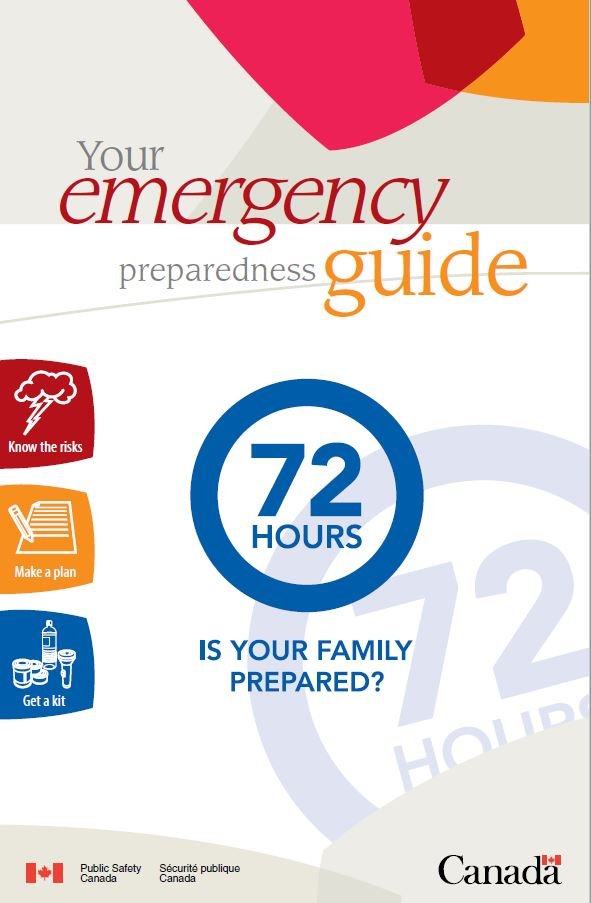 Your
emergency
preparedness guide
Know the risks
72
HOURS
Make a plan
72
HOURS
Get a kit
IS YOUR FAMILY
PREPARED?
Public Safety
Canada
Sécurité publique
Canada
Canada